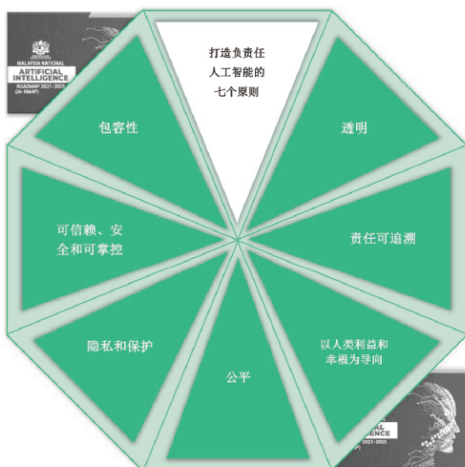 MALAYSIA NATIONAL
ARTIFICIAL
INTELLIGENCE
ROADMAP 2021-2025
(AI-RMAP)
打造负责任
人工智能的
七个原则
包容性
透明
可信赖、安
全和可掌控
责任可追溯
隐私和保护
以人类利益和
幸福为导向
公平